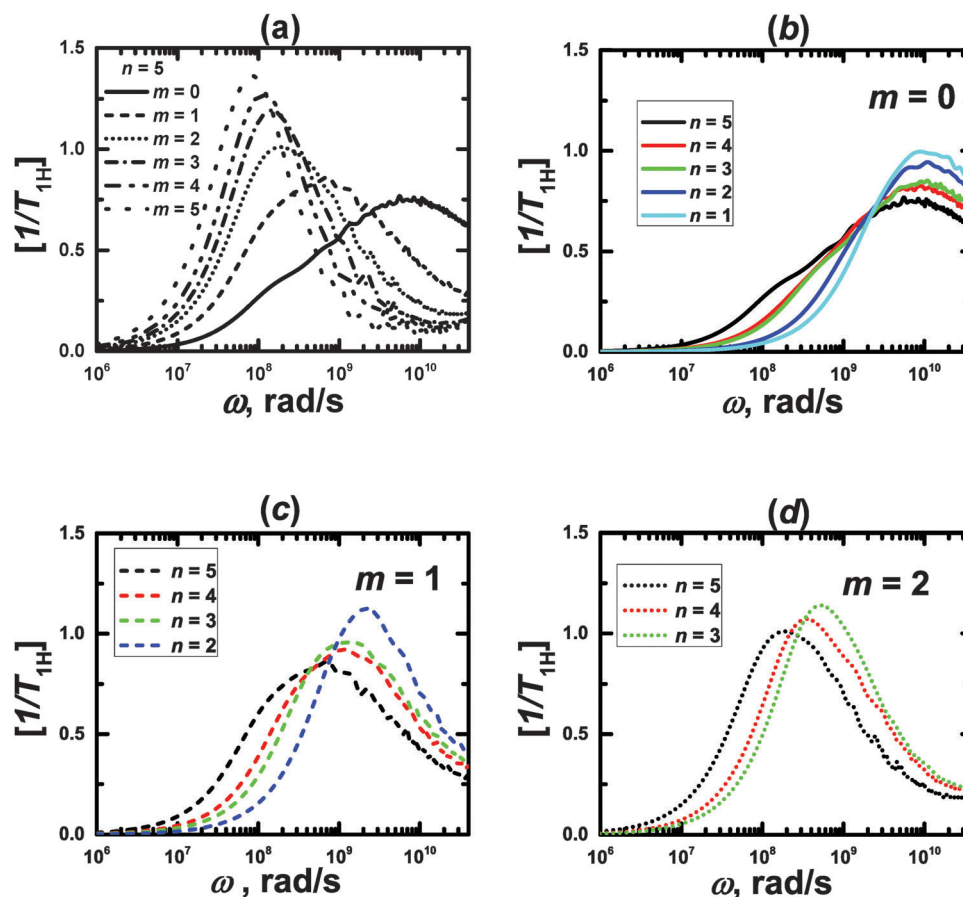 (a)
1.5
1.0
0.5
0.0
[1/T1H]
n = 5
m = 0
m = 1
m = 2
m = 3
m = 4
m = 5
10^6 10^7 10^8 10^9 10^10
ω, rad/s
(b)
1.5
1.0
0.5
0.0
[1/T1H]
m = 0
n = 5
n = 4
n = 3
n = 2
n = 1
10^6 10^7 10^8 10^9 10^10
ω, rad/s
(c)
1.5
1.0
0.5
0.0
[1/T1H]
m = 1
n = 5
n = 4
n = 3
n = 2
10^6 10^7 10^8 10^9 10^10
ω , rad/s
(d)
1.5
1.0
0.5
0.0
[1/T1H]
m = 2
n = 5
n = 4
n = 3
10^6 10^7 10^8 10^9 10^10
ω, rad/s